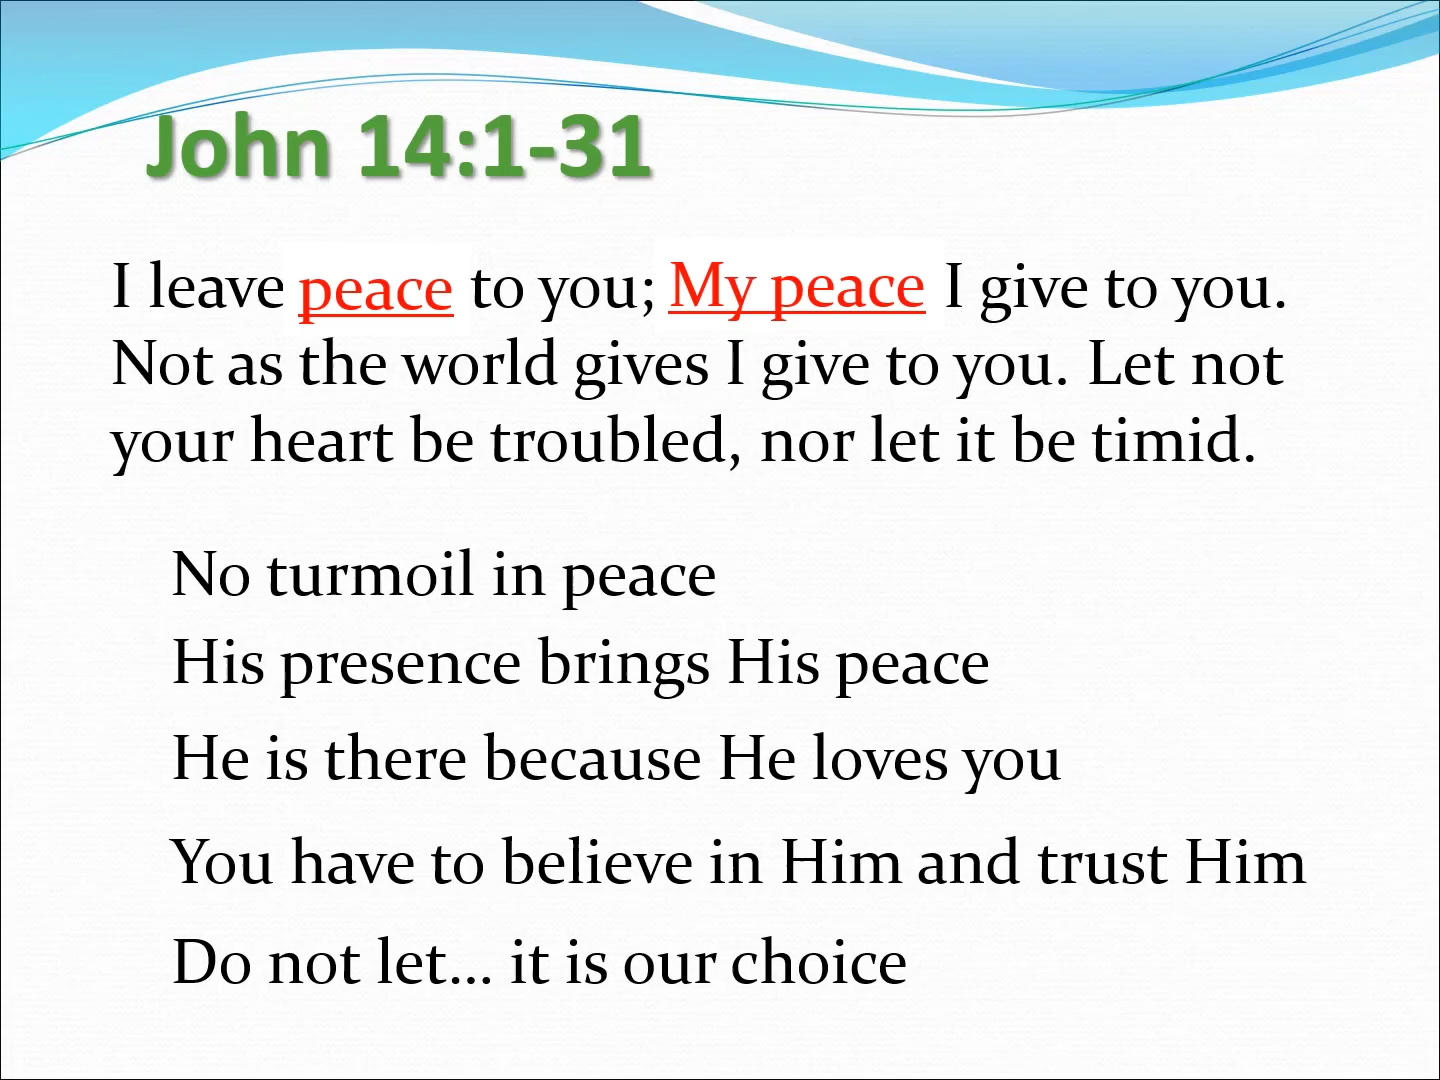 John 14:1-31
I leave peace to you; My peace I give to you.
Not as the world gives I give to you. Let not
your heart be troubled, nor let it be timid.
No turmoil in peace
His presence brings His peace
He is there because He loves you
You have to believe in Him and trust Him
Do not let... it is our choice